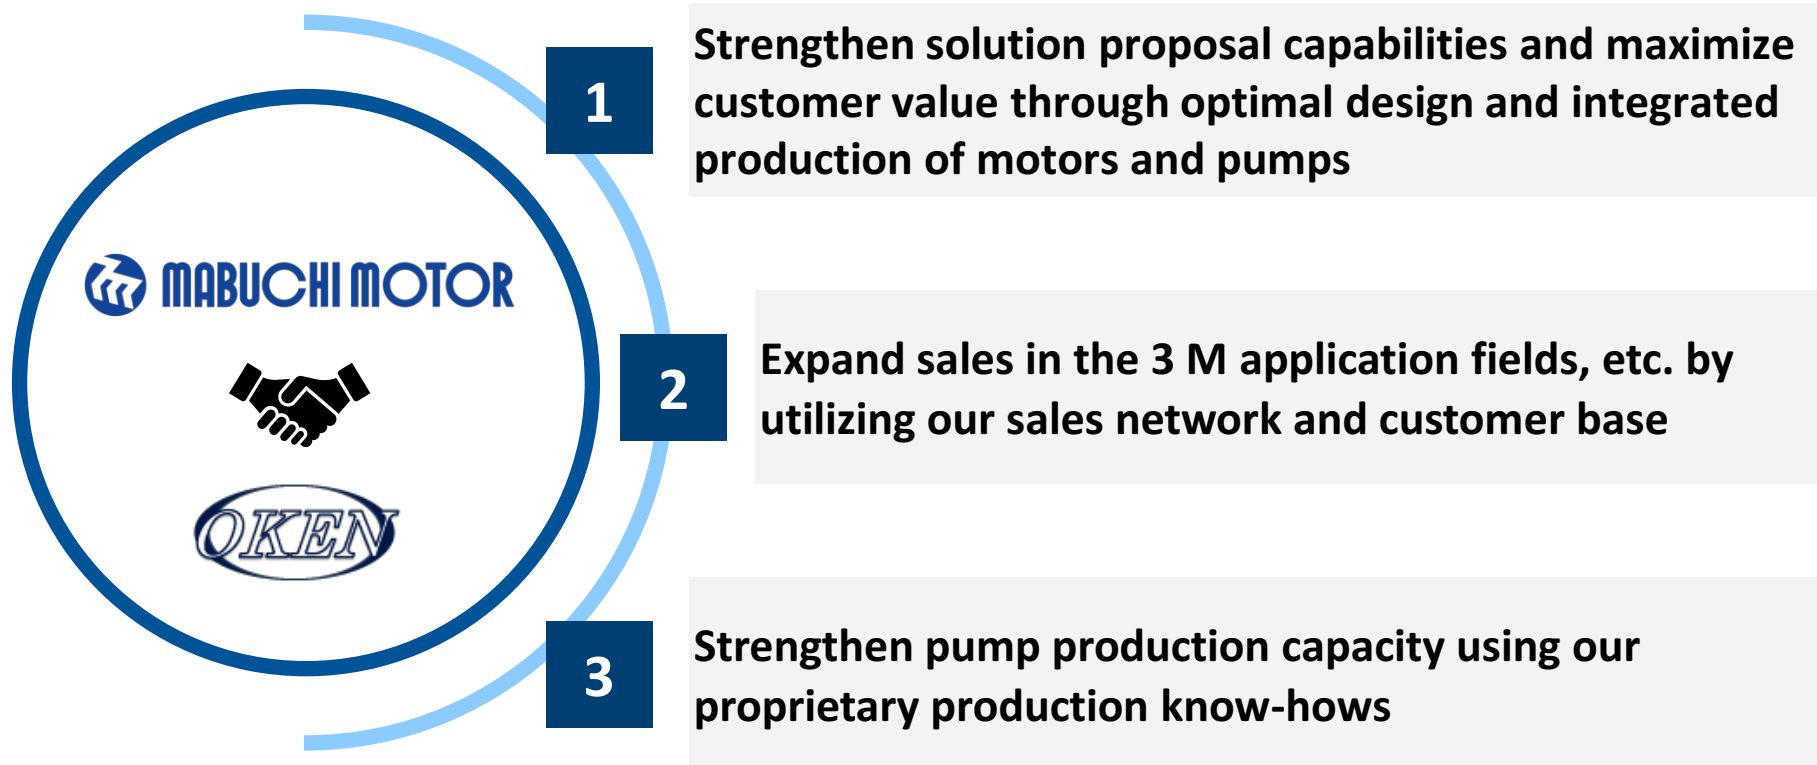 MABUCHI MOTOR
OKEN
1
Strengthen solution proposal capabilities and maximize
customer value through optimal design and integrated
production of motors and pumps
2
Expand sales in the 3 M application fields, etc. by
utilizing our sales network and customer base
3
Strengthen pump production capacity using our
proprietary production know-hows